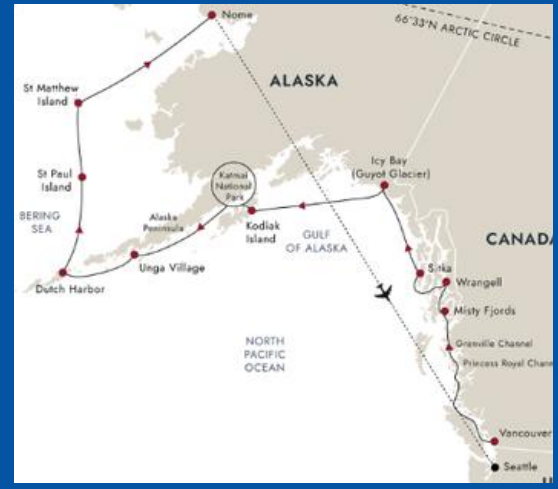 Nome
66°33'N ARCTIC CIRCLE
ALASKA
St Matthew
Island
Icy Bay
(Guyot Glacier)
St Paul
Island
Katmai
National
Park
BERING
SEA
Alaska
Peninsula
Kodiak
Island
GULF
OF ALASKA
CANADA
Sitka
Wrangell
Unga Village
Dutch Harbor
Misty Fjords
NORTH
PACIFIC
OCEAN
Grenville Channel
Princess Royal Chann
Vancouver
Seattle